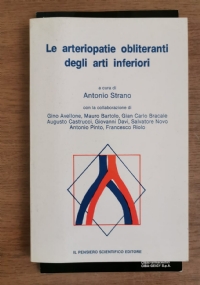 Le arteriopatie obliteranti
degli arti inferiori
a cura di
Antonio Strano
con la collaborazione di
Gino Avellone, Mauro Bartolo, Gian Carlo Biscalia
Augusto Castrucci, Giovanni Davì, Salvatore Novo
Antonio Pinto, Francesco Riolo
IL PENSIERO SCIENTIFICO EDITORE